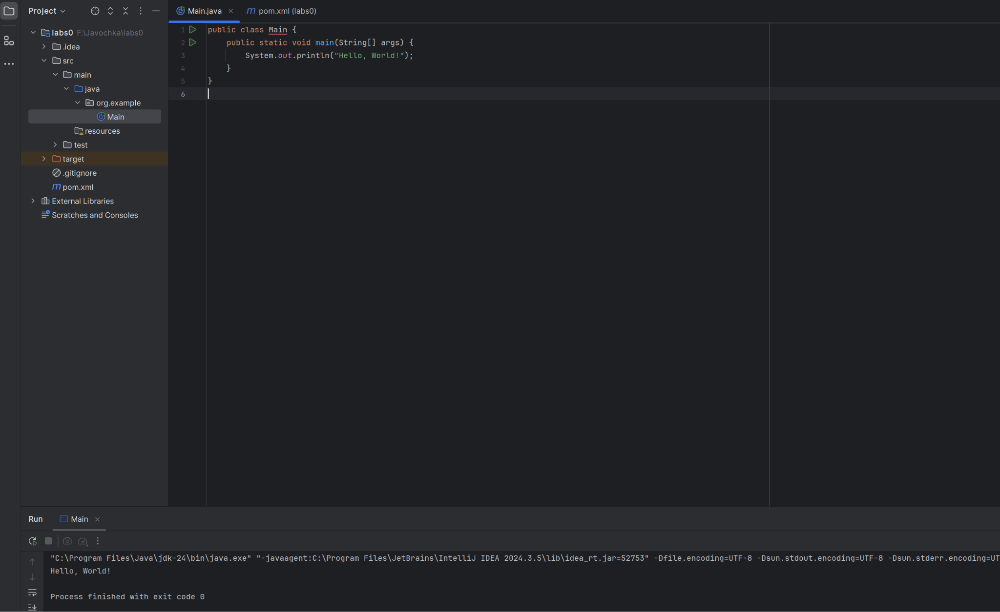 Project
labs0 F:\Javochka\labs0
.idea
src
main
java
org.example
Main
resources
test
target
.gitignore
m pom.xml
External Libraries
Scratches and Consoles
Main.java
m pom.xml (labs0)
1 public class Main {
2 public static void main(String[] args) {
3 System.out.println("Hello, World!");
4 }
5 }
6
Run Main
"C:\Program Files\Java\jdk-24\bin\java.exe" "-javaagent:C:\Program Files\JetBrains\IntelliJ IDEA 2024.3.5\lib\idea_rt.jar=52753" -Dfile.encoding=UTF-8 -Dsun.stdout.encoding=UTF-8 -Dsun.stderr.encoding=UT
Hello, World!
Process finished with exit code 0